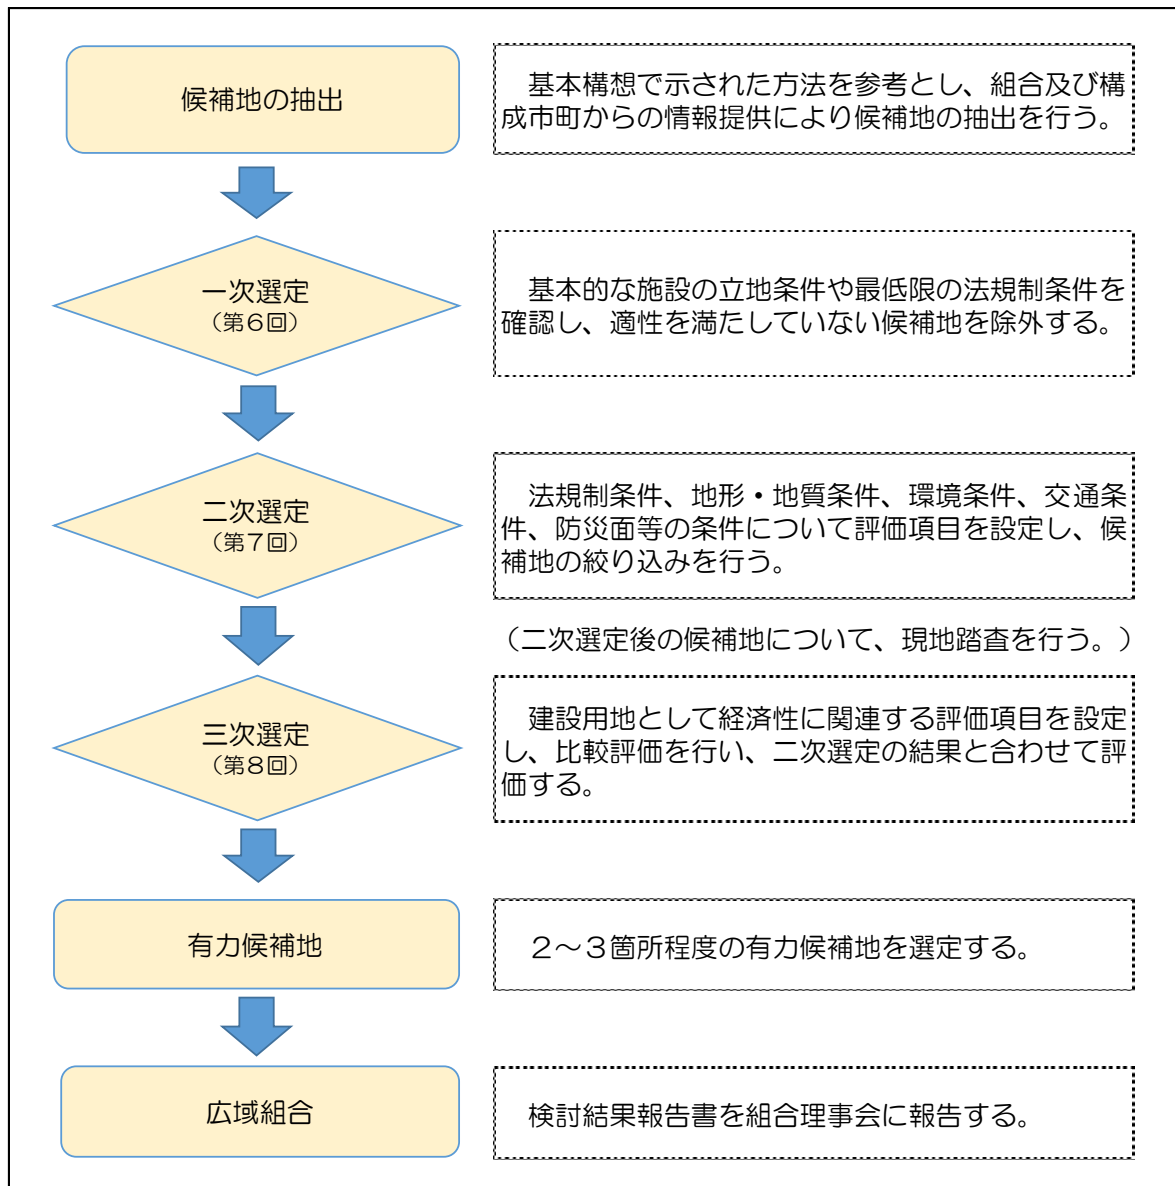 候補地の抽出
　基本構想で示された方法を参考とし、組合及び構
成市町からの情報提供により候補地の抽出を行う。
一次選定
（第６回）
　基本的な施設の立地条件や最低限の法規制条件を
確認し、適性を満たしていない候補地を除外する。
二次選定
（第７回）
　法規制条件、地形・地質条件、環境条件、交通条
件、防災面等の条件について評価項目を設定し、候
補地の絞り込みを行う。
（二次選定後の候補地について、現地踏査を行う。）
三次選定
（第８回）
　建設用地として経済性に関連する評価項目を設定
し、比較評価を行い、二次選定の結果と合わせて評
価する。
有力候補地
　２～３箇所程度の有力候補地を選定する。
広域組合
　検討結果報告書を組合理事会に報告する。